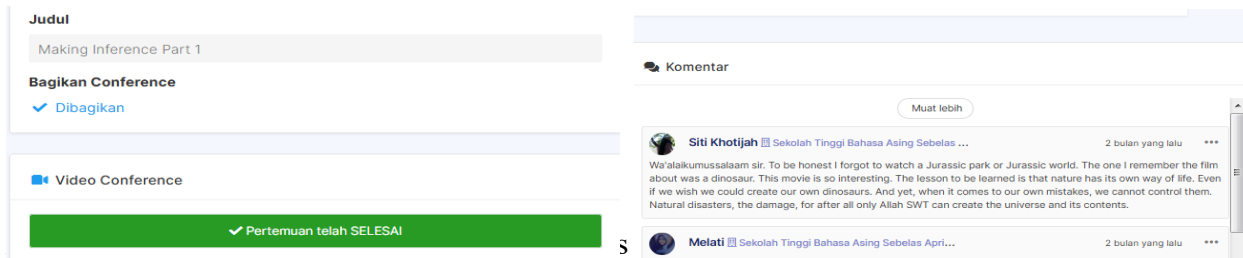 Judul
Making Inference Part 1
Bagikan Conference
Dibagikan
Video Conference
Pertemuan telah SELESAI
s
Komentar
Muat lebih
Siti Khotijah Sekolah Tinggi Bahasa Asing Sebelas ... 2 bulan yang lalu
Wa'alaikumussalaam sir. To be honest I forgot to watch a Jurassic park or Jurassic world. The one I remember the film
about was a dinosaur. This movie is so interesting. The lesson to be learned is that nature has its own way of life. Even
if we wish we could create our own dinosaurs. And yet, when it comes to our own mistakes, we cannot control them.
Natural disasters, the damage, for after all only Allah SWT can create the universe and its contents.
Melati Sekolah Tinggi Bahasa Asing Sebelas Apri... 2 bulan yang lalu